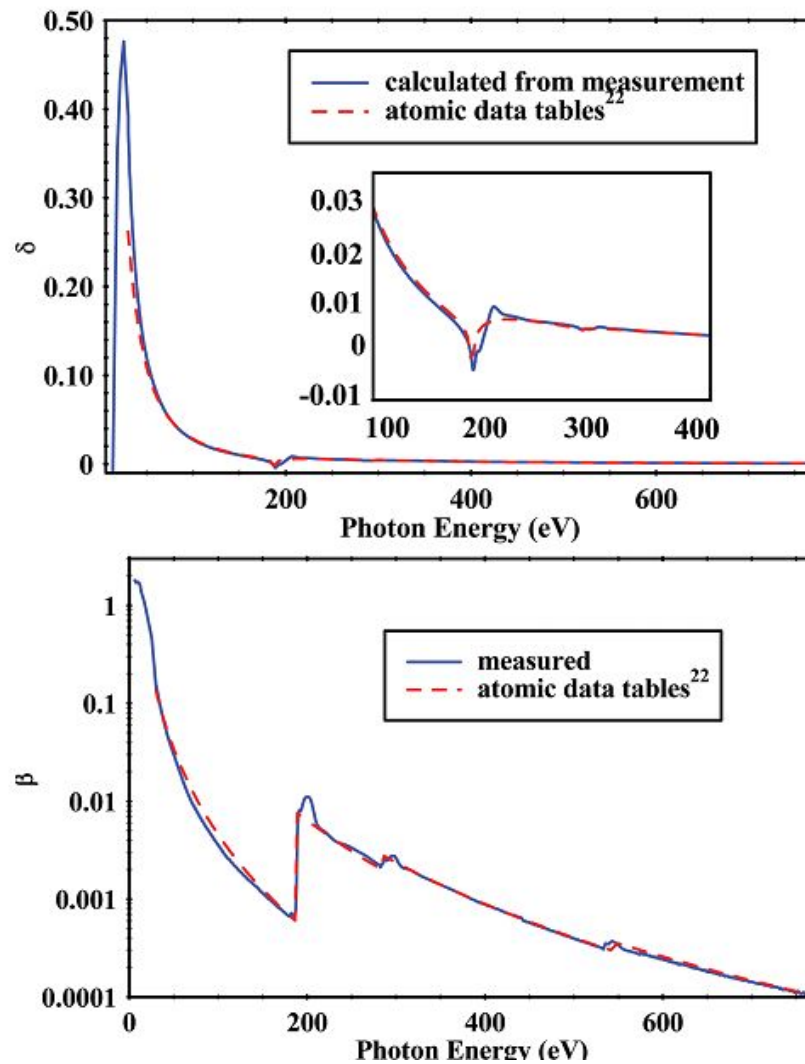 0.50
0.40
0.30
0.20
0.10
0
δ
calculated from measurement
atomic data tables22
0.03
0.02
0.01
0
-0.01
100 200 300 400
200 400 600
Photon Energy (eV)
1
0.1
0.01
0.001
0.0001
β
measured
atomic data tables22
0 200 400 600
Photon Energy (eV)